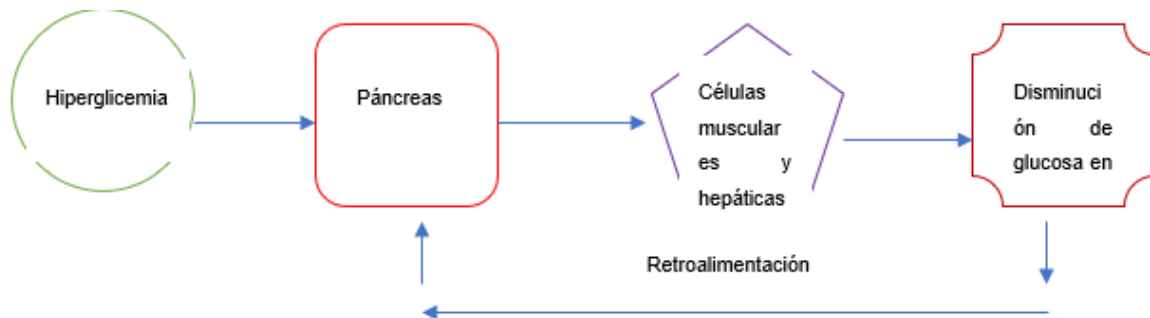 Hiperglicemia
Páncreas
Células
muscular
es y
hepáticas
Disminuci
ón de
glucosa en
Retroalimentación